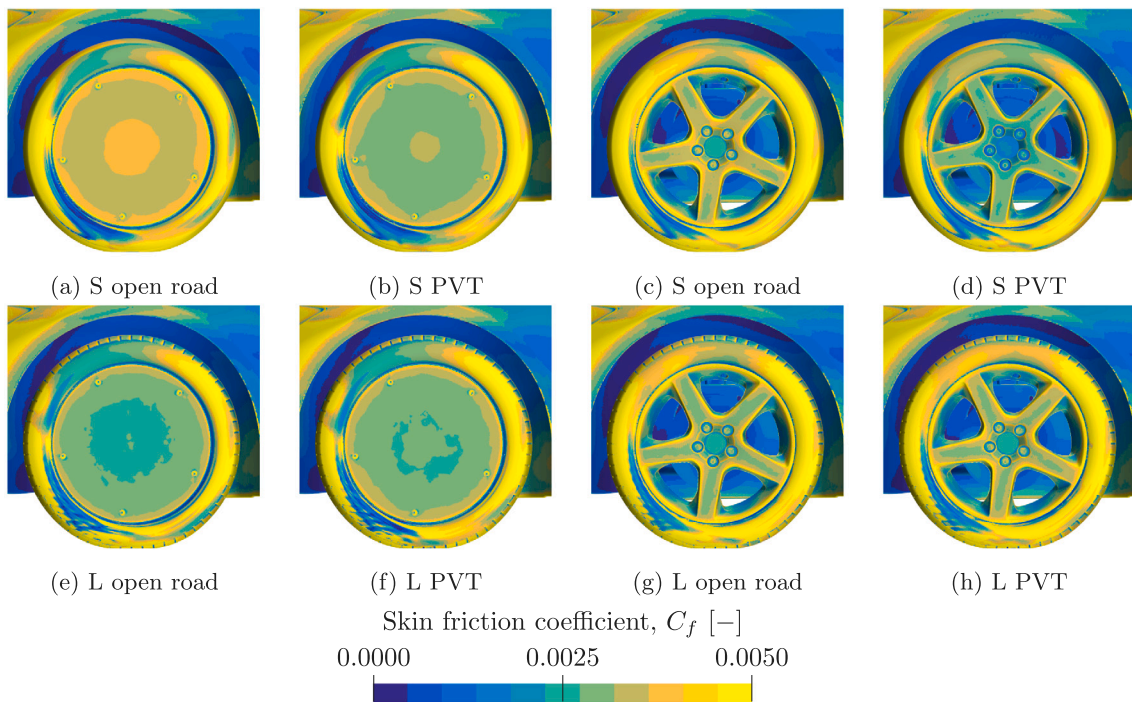 (a) S open road
(b) S PVT
(c) S open road
(d) S PVT
(e) L open road
(f) L PVT
(g) L open road
(h) L PVT
Skin friction coefficient, C_f [−]
0.0000 0.0025 0.0050